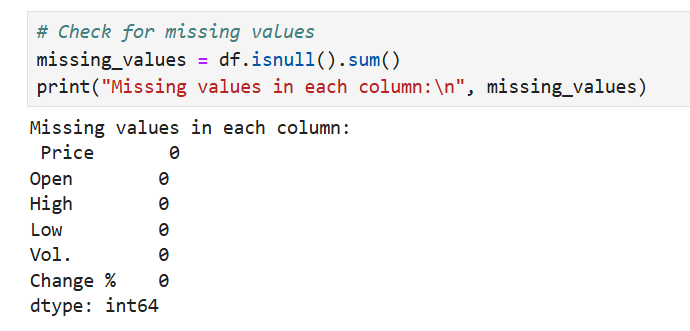 # Check for missing values
missing_values = df.isnull().sum()
print("Missing values in each column:\n", missing_values)
Missing values in each column:
 Price       0
Open        0
High        0
Low         0
Vol.        0
Change %    0
dtype: int64